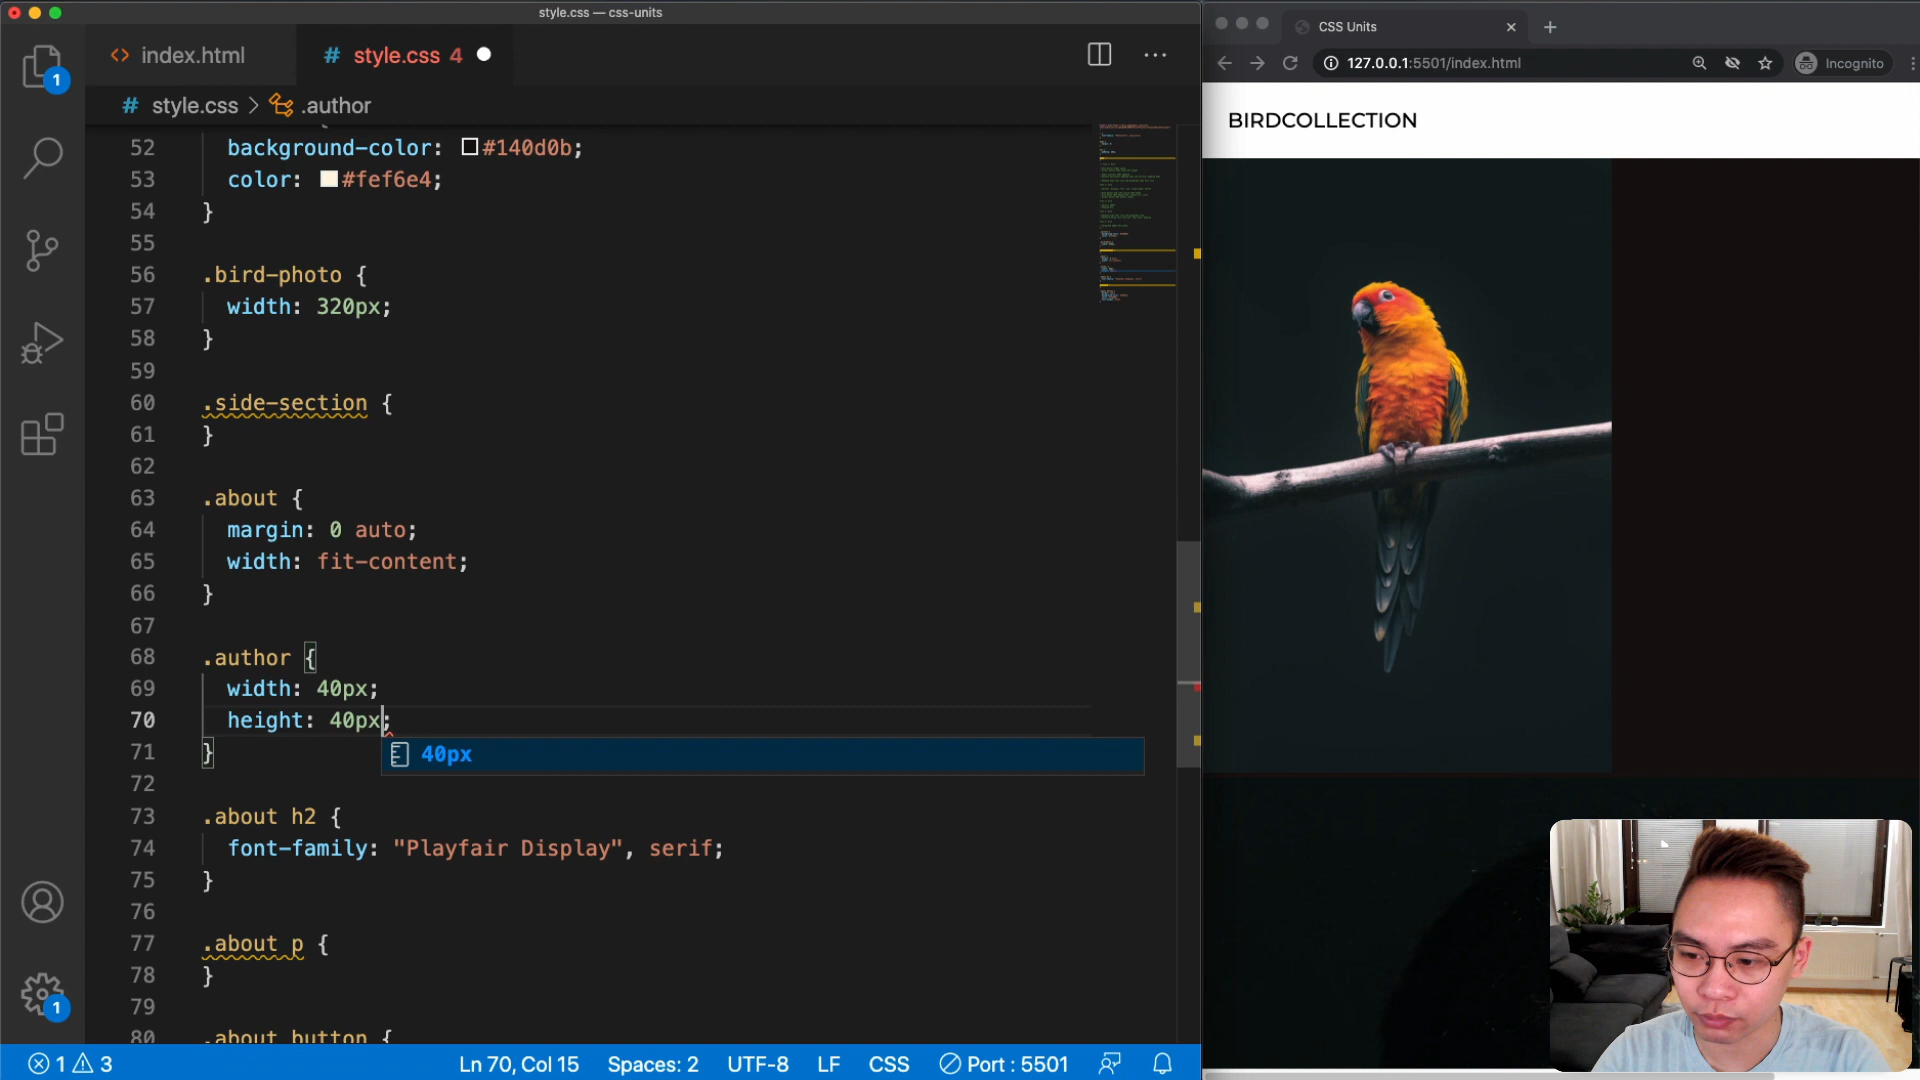 style.css — css-units
index.html
# style.css 4
1
# style.css > .author
52 background-color: #140d0b;
53 color: #fef6e4;
54 }
55
56 .bird-photo {
57 width: 320px;
58 }
59
60 .side-section {
61 }
62
63 .about {
64 margin: 0 auto;
65 width: fit-content;
66 }
67
68 .author {
69 width: 40px;
70 height: 40px;
71 }
40px
72
73 .about h2 {
74 font-family: "Playfair Display", serif;
75 }
76
77 .about p {
78 }
79
80 .about button {
1
1 3
Ln 70, Col 15
Spaces: 2
UTF-8
LF
CSS
Port : 5501
CSS Units
127.0.0.1:5501/index.html
Incognito
BIRDCOLLECTION